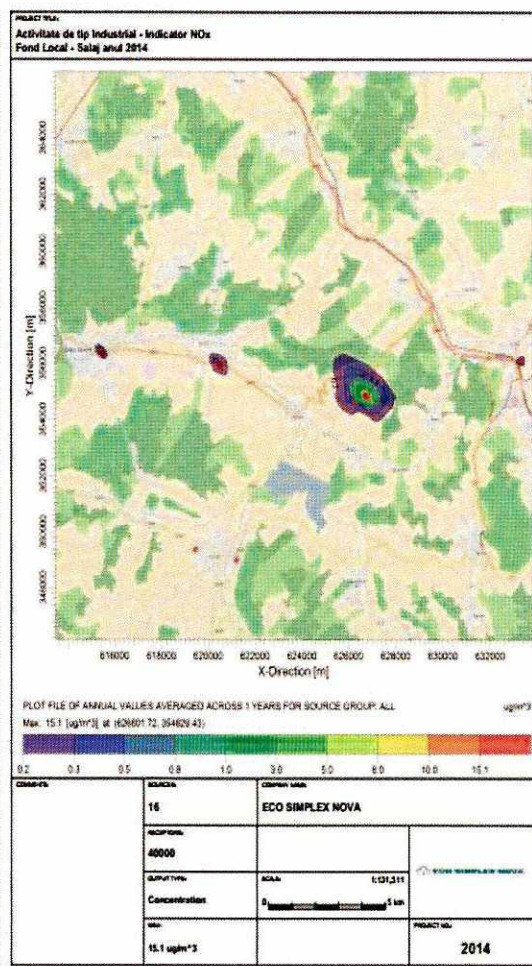 PROJECT TITLE:
Activitate de tip Industrial - Indicator NOx
Fond Local - Salaj anul 2014
Y-Direction [m]
364000
362000
360000
358000
356000
354000
352000
350000
348000
616000 618000 620000 622000 624000 626000 628000 630000 632000
X-Direction [m]
PLOT FILE OF ANNUAL VALUES AVERAGED ACROSS 1 YEARS FOR SOURCE GROUP: ALL
ug/m^3
Max: 15.1 [ug/m^3] at
0.2 0.3 0.5 0.8 1.0 3.0 5.0 8.0 10.0 15.1
COMMENTS:
SOURCES:
16
COMPANY NAME:
ECO SIMPLEX NOVA
RECEPTORS:
40000
OUTPUT TYPE:
Concentration
SCALE:
1:131,311
0 5 km
MAX:
15.1 ug/m^3
PROJECT NO.:
2014